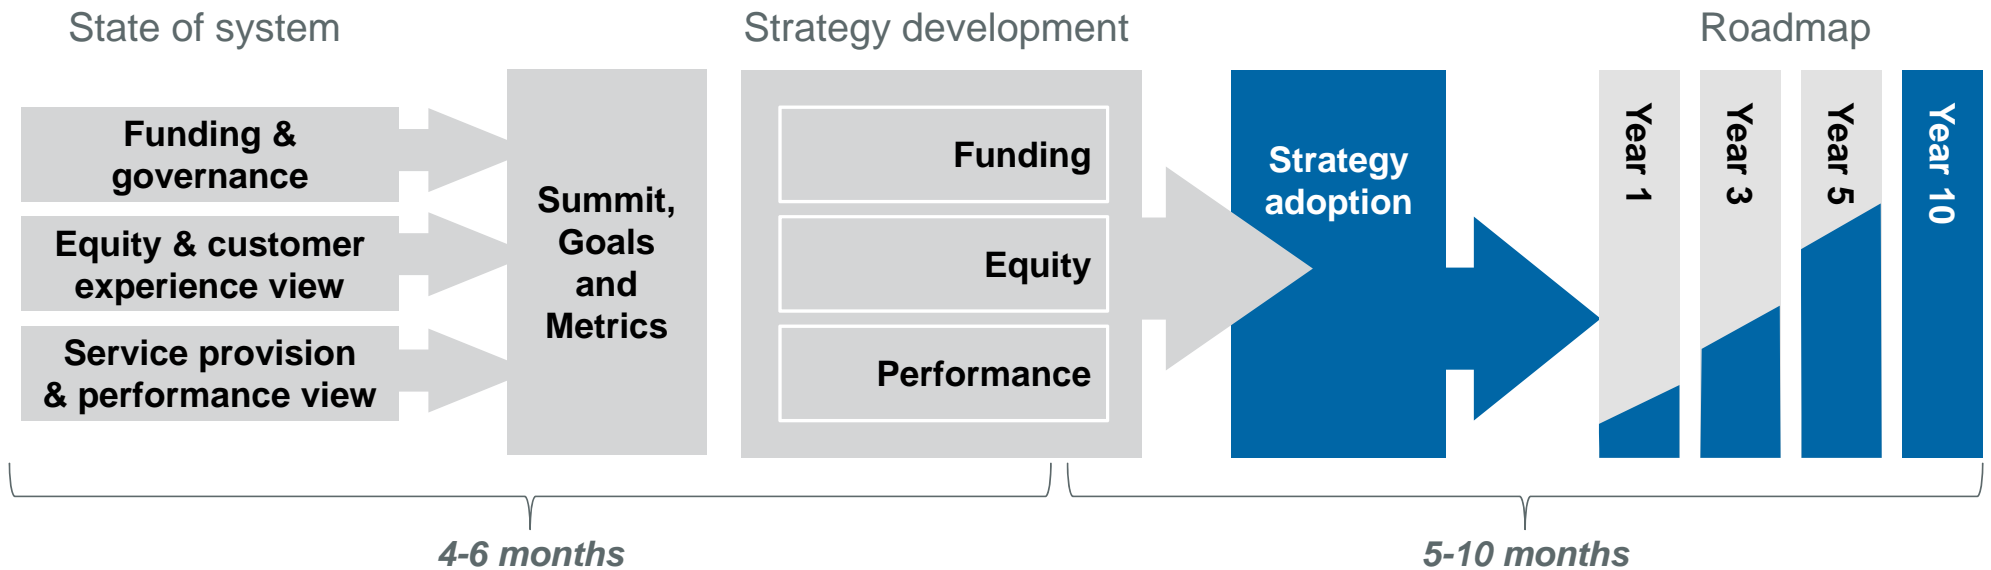 State of system
Strategy development
Roadmap
Funding &
governance
Equity & customer
experience view
Service provision
& performance view
Summit,
Goals
and
Metrics
Funding
Equity
Performance
Strategy
adoption
Year 1
Year 3
Year 5
Year 10
4-6 months
5-10 months